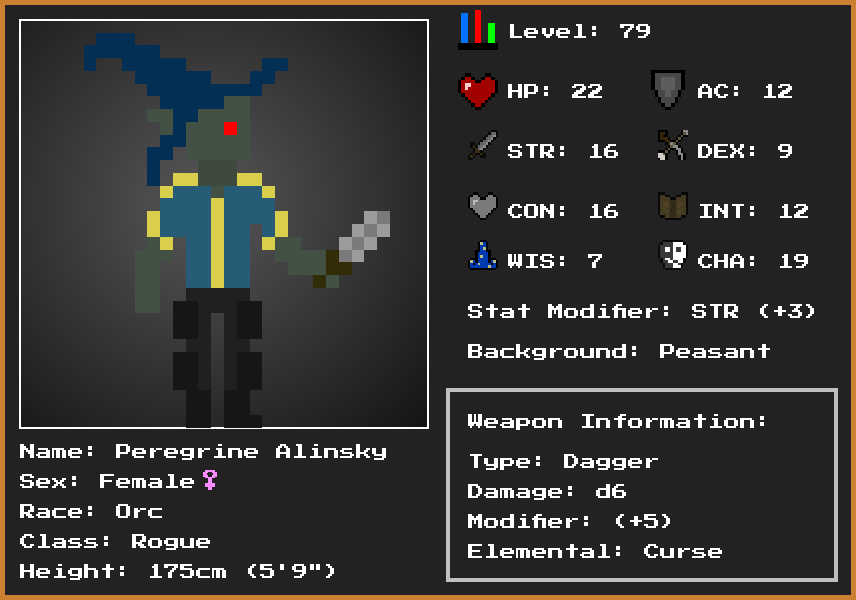 Level: 79
HP: 22
AC: 12
STR: 16
DEX: 9
CON: 16
INT: 12
WIS: 7
CHA: 19
Stat Modifier: STR (+3)
Background: Peasant
Weapon Information:
Type: Dagger
Damage: d6
Modifier: (+5)
Elemental: Curse
Name: Peregrine Alinsky
Sex: Female♀
Race: Orc
Class: Rogue
Height: 175cm (5'9")